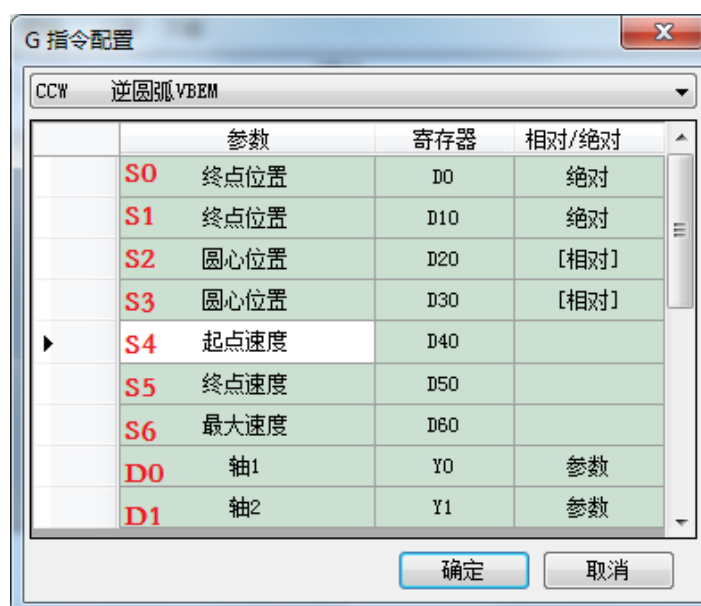 G 指令配置
CCW 逆圆弧VBEM
参数 寄存器 相对/绝对
S0 终点位置 D0 绝对
S1 终点位置 D10 绝对
S2 圆心位置 D20 [相对]
S3 圆心位置 D30 [相对]
S4 起点速度 D40
S5 终点速度 D50
S6 最大速度 D60
D0 轴1 Y0 参数
D1 轴2 Y1 参数
确定 取消